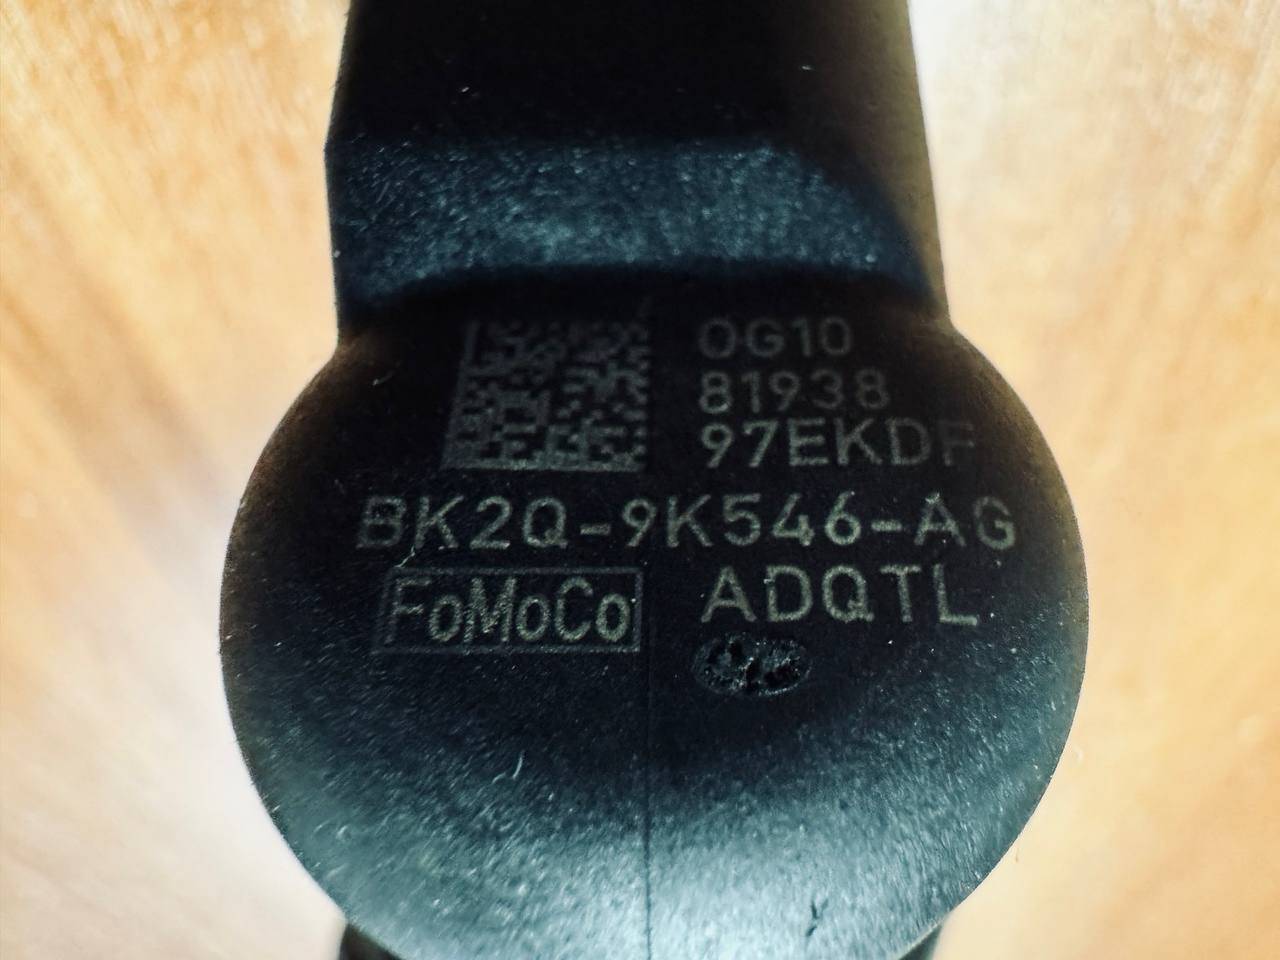 0G10
81938
97EKDF
BK2Q-9K546-AG
FoMoCo ADQTL